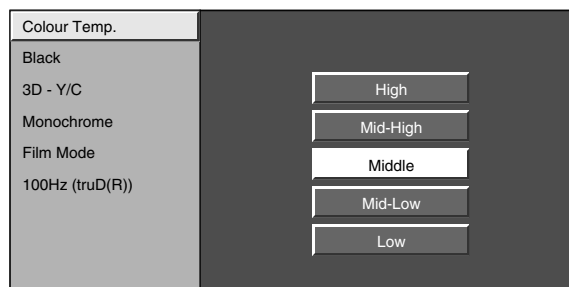 Colour Temp.
Black
3D - Y/C
Monochrome
Film Mode
100Hz (truD(R))
High
Mid-High
Middle
Mid-Low
Low